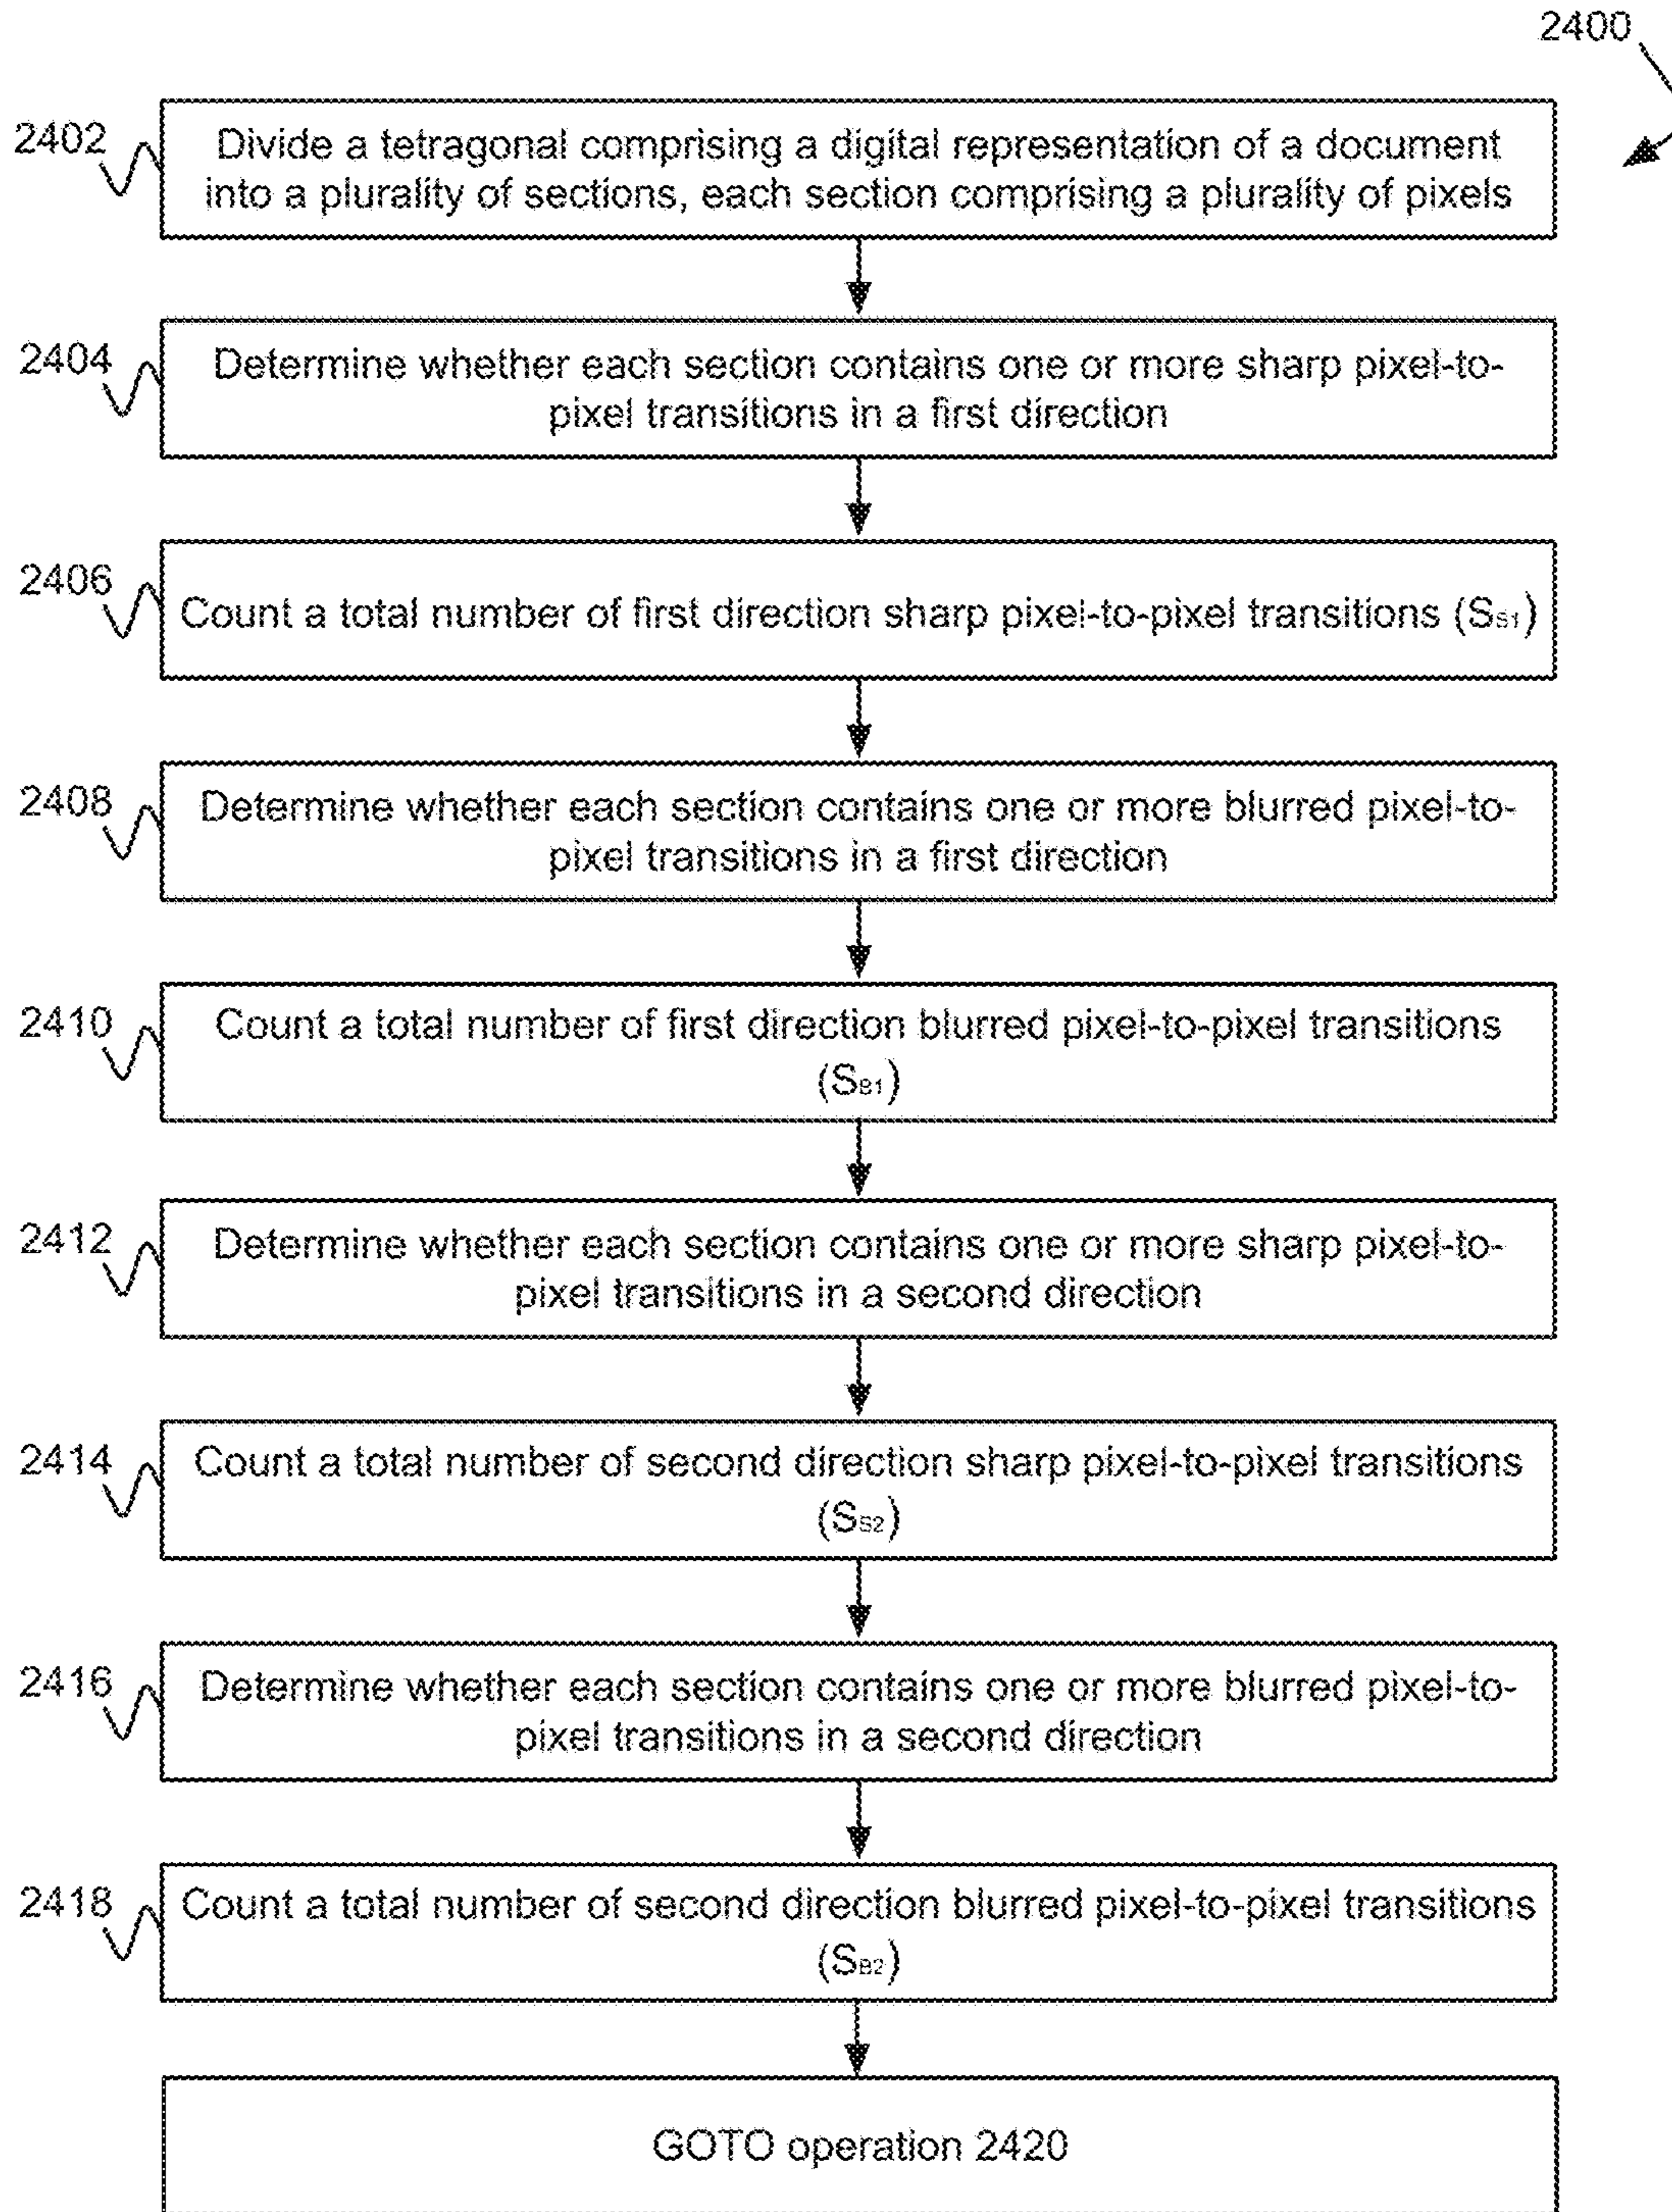 2400
2402
Divide a tetragonal comprising a digital representation of a document
into a plurality of sections, each section comprising a plurality of pixels
2404
Determine whether each section contains one or more sharp pixel-to-
pixel transitions in a first direction
2406
Count a total number of first direction sharp pixel-to-pixel transitions (SS1)
2408
Determine whether each section contains one or more blurred pixel-to-
pixel transitions in a first direction
2410
Count a total number of first direction blurred pixel-to-pixel transitions
(SB1)
2412
Determine whether each section contains one or more sharp pixel-to-
pixel transitions in a second direction
2414
Count a total number of second direction sharp pixel-to-pixel transitions
(SS2)
2416
Determine whether each section contains one or more blurred pixel-to-
pixel transitions in a second direction
2418
Count a total number of second direction blurred pixel-to-pixel transitions
(SB2)
GOTO operation 2420